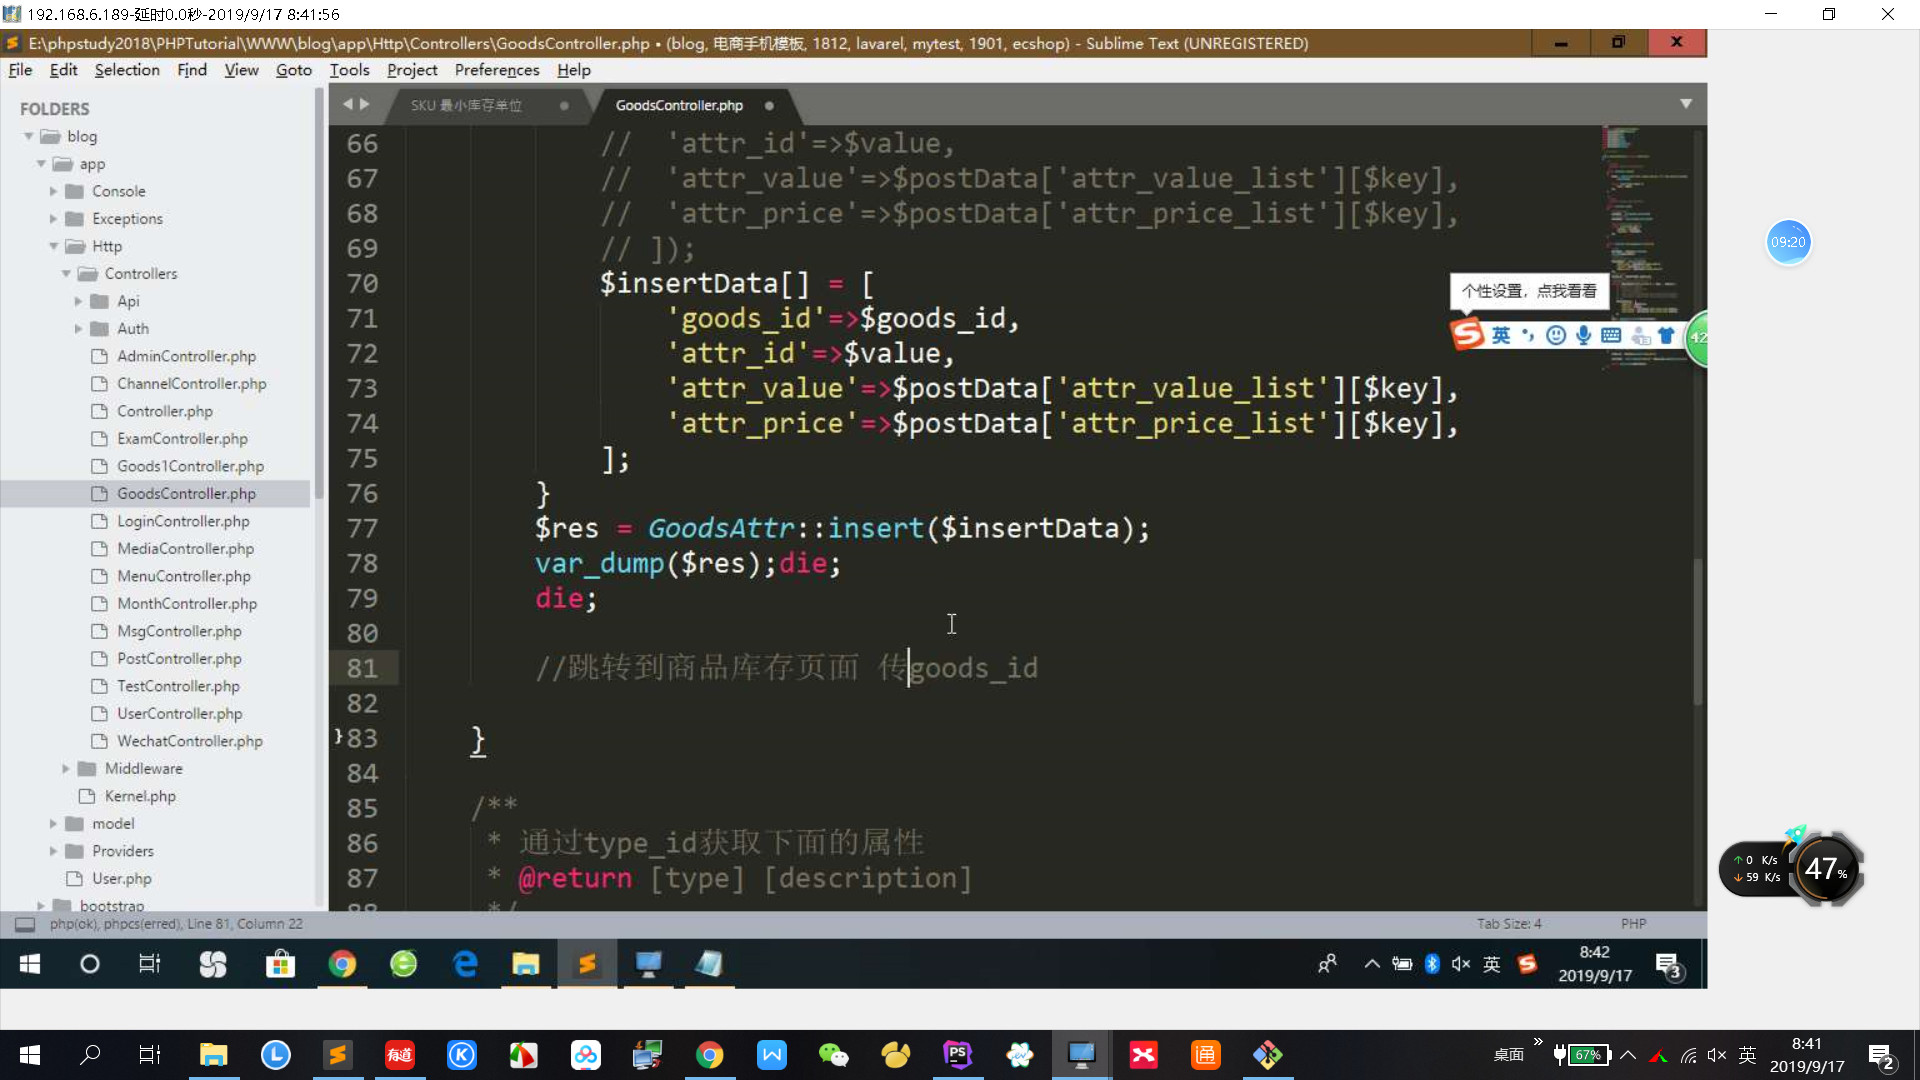 192.168.6.189-延时0.0秒-2019/9/17 8:41:56
E:\phpstudy2018\PHPTutorial\WWW\blog\app\Http\Controllers\GoodsController.php • (blog, 电商手机模板, 1812, lavarel, mytest, 1901, ecshop) - Sublime Text (UNREGISTERED)
File Edit Selection Find View Goto Tools Project Preferences Help
FOLDERS
blog
app
Console
Exceptions
Http
Controllers
Api
Auth
AdminController.php
ChannelController.php
Controller.php
ExamController.php
Goods1Controller.php
GoodsController.php
LoginController.php
MediaController.php
MenuController.php
MonthController.php
MsgController.php
PostController.php
TestController.php
UserController.php
WechatController.php
Middleware
Kernel.php
model
Providers
User.php
bootstrap
SKU 最小库存单位
GoodsController.php
66 // 'attr_id'=>$value,
67 // 'attr_value'=>$postData['attr_value_list'][$key],
68 // 'attr_price'=>$postData['attr_price_list'][$key],
69 // ]);
70 $insertData[] = [
71 'goods_id'=>$goods_id,
72 'attr_id'=>$value,
73 'attr_value'=>$postData['attr_value_list'][$key],
74 'attr_price'=>$postData['attr_price_list'][$key],
75 ];
76 }
77 $res = GoodsAttr::insert($insertData);
78 var_dump($res);die;
79 die;
80
81 //跳转到商品库存页面 传goods_id
82
83 }
84
85 /**
86 * 通过type_id获取下面的属性
87 * @return [type] [description]
88 */
个性设置，点我看看
英
42
09:20
0 K/s
59 K/s
47%
php(ok), phpcs(erred), Line 81, Column 22
Tab Size: 4
PHP
英
8:42
2019/9/17
3
有道
通
桌面
67%
英
8:41
2019/9/17
2